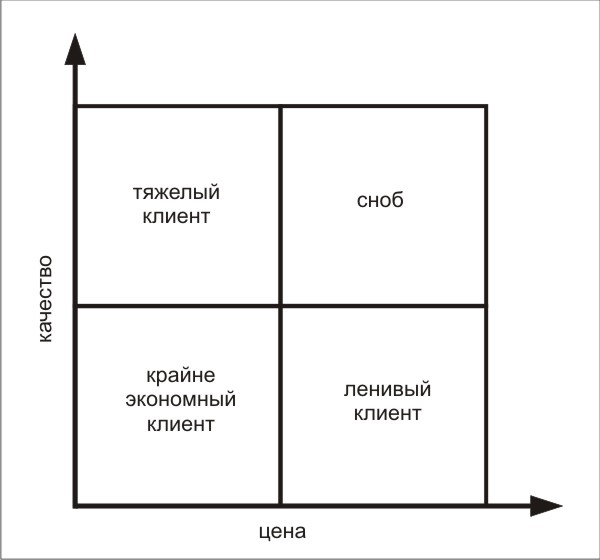 тяжелый
клиент
сноб
качество
крайне
экономный
клиент
ленивый
клиент
цена